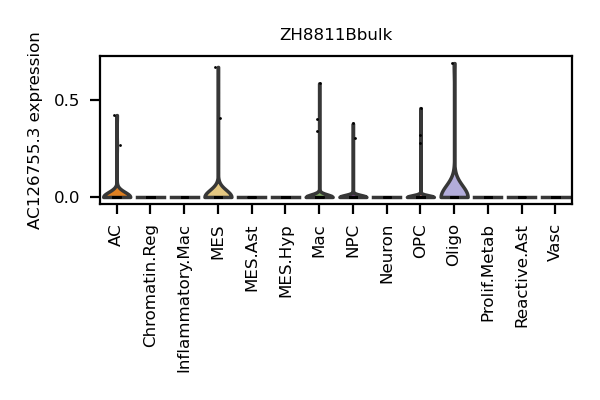 ZH8811Bbulk
AC126755.3 expression
0.5
0.0
AC
Chromatin.Reg
Inflammatory.Mac
MES
MES.Ast
MES.Hyp
Mac
NPC
Neuron
OPC
Oligo
Prolif.Metab
Reactive.Ast
Vasc